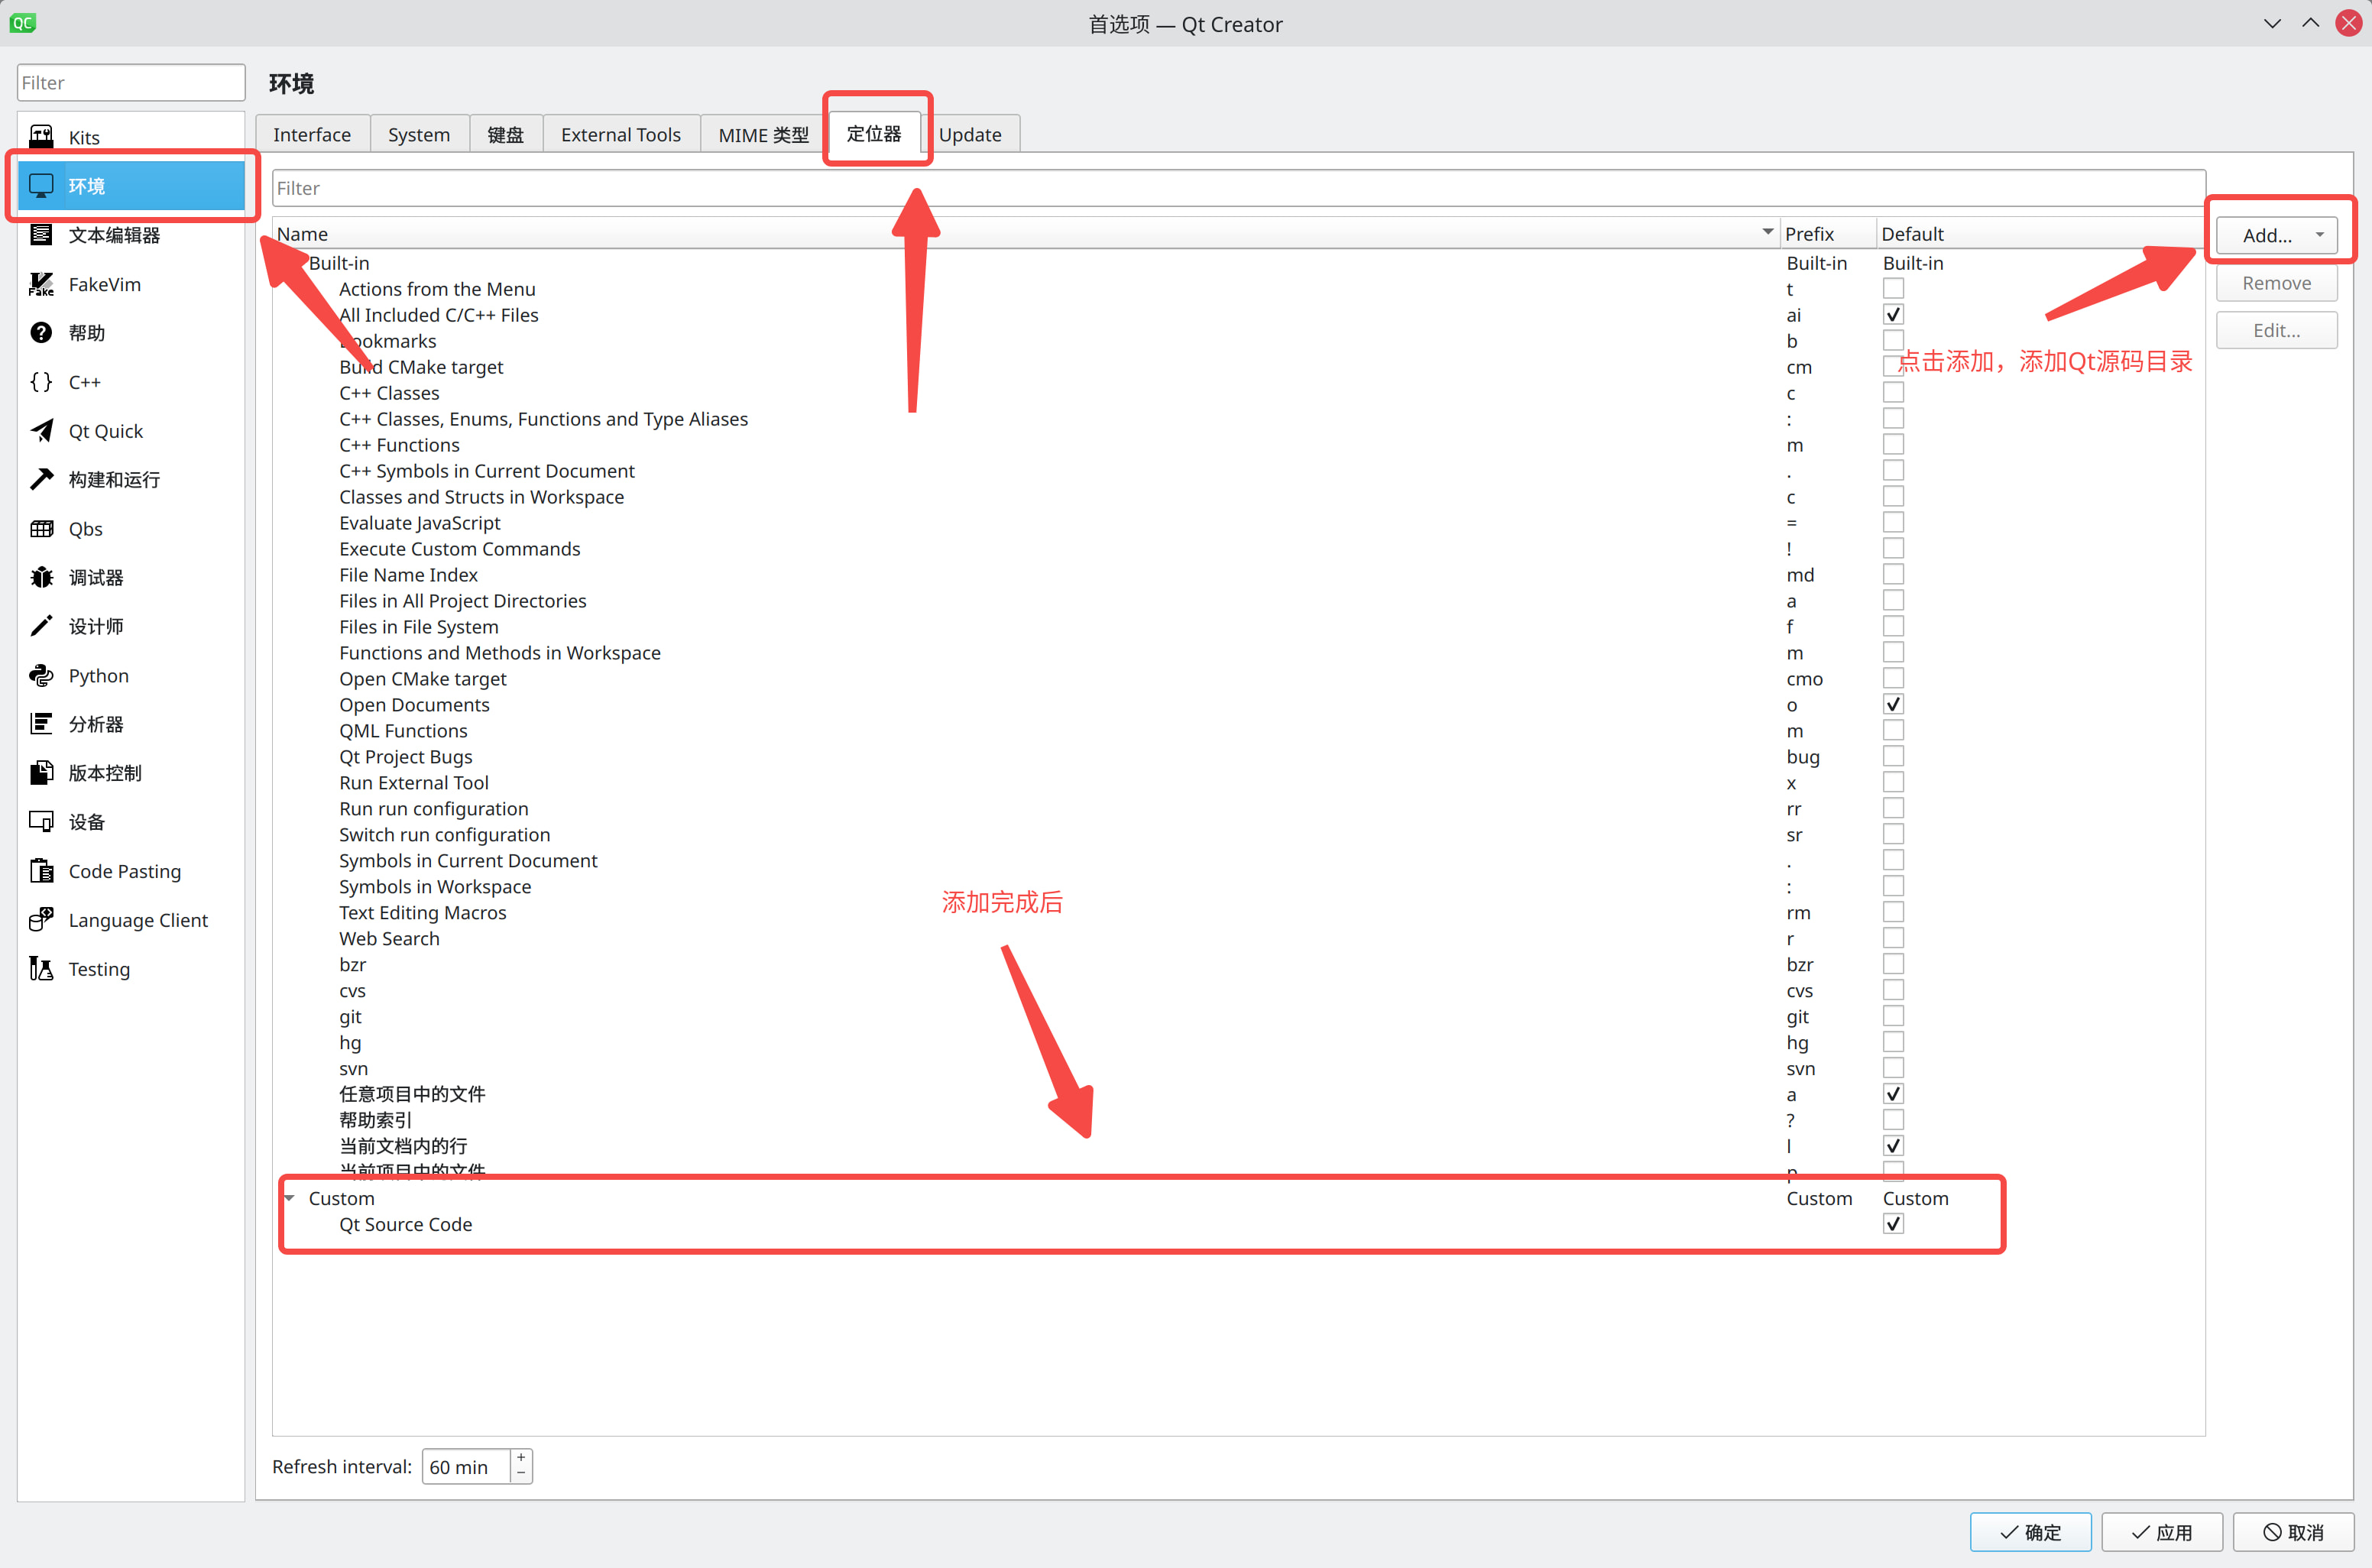 首选项 — Qt Creator
Filter
环境
Kits
环境
文本编辑器
FakeVim
帮助
C++
Qt Quick
构建和运行
Qbs
调试器
设计师
Python
分析器
版本控制
设备
Code Pasting
Language Client
Testing
Interface System 键盘 External Tools MIME 类型 定位器 Update
Filter
Name Prefix Default
Built-in Built-in Built-in
Actions from the Menu t
All Included C/C++ Files ai
Bookmarks b
Build CMake target cm
C++ Classes c
C++ Classes, Enums, Functions and Type Aliases :
C++ Functions m
C++ Symbols in Current Document .
Classes and Structs in Workspace c
Evaluate JavaScript =
Execute Custom Commands !
File Name Index md
Files in All Project Directories a
Files in File System f
Functions and Methods in Workspace m
Open CMake target cmo
Open Documents o
QML Functions m
Qt Project Bugs bug
Run External Tool x
Run run configuration rr
Switch run configuration sr
Symbols in Current Document .
Symbols in Workspace :
Text Editing Macros rm
Web Search r
bzr bzr
cvs cvs
git git
hg hg
svn svn
任意项目中的文件 a
帮助索引 ?
当前文档内的行 l
当前项目中的文件 p
Custom Custom Custom
Qt Source Code
Add...
Remove
Edit...
点击添加，添加Qt源码目录
添加完成后
Refresh interval: 60 min
确定 应用 取消